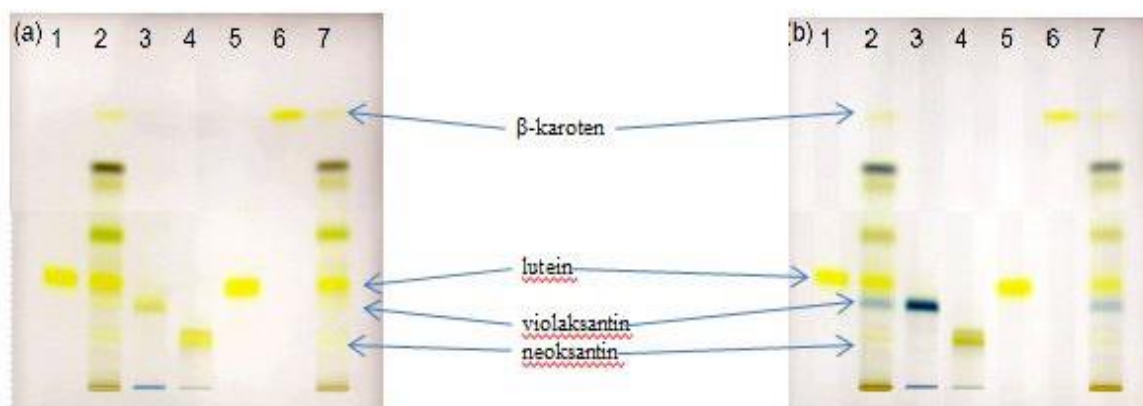 (a) 1 2 3 4 5 6 7
(b) 1 2 3 4 5 6 7
β-karoten
lutein
violaksantin
neoksantin